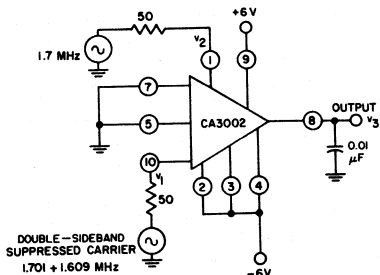 50
+6V
v2
1.7 MHz
1
9
7
CA3002
OUTPUT
8
v3
5
0.01
μF
10
v1
2
3
4
50
DOUBLE-SIDEBAND
SUPPRESSED CARRIER
1.701 + 1.609 MHz
-6V